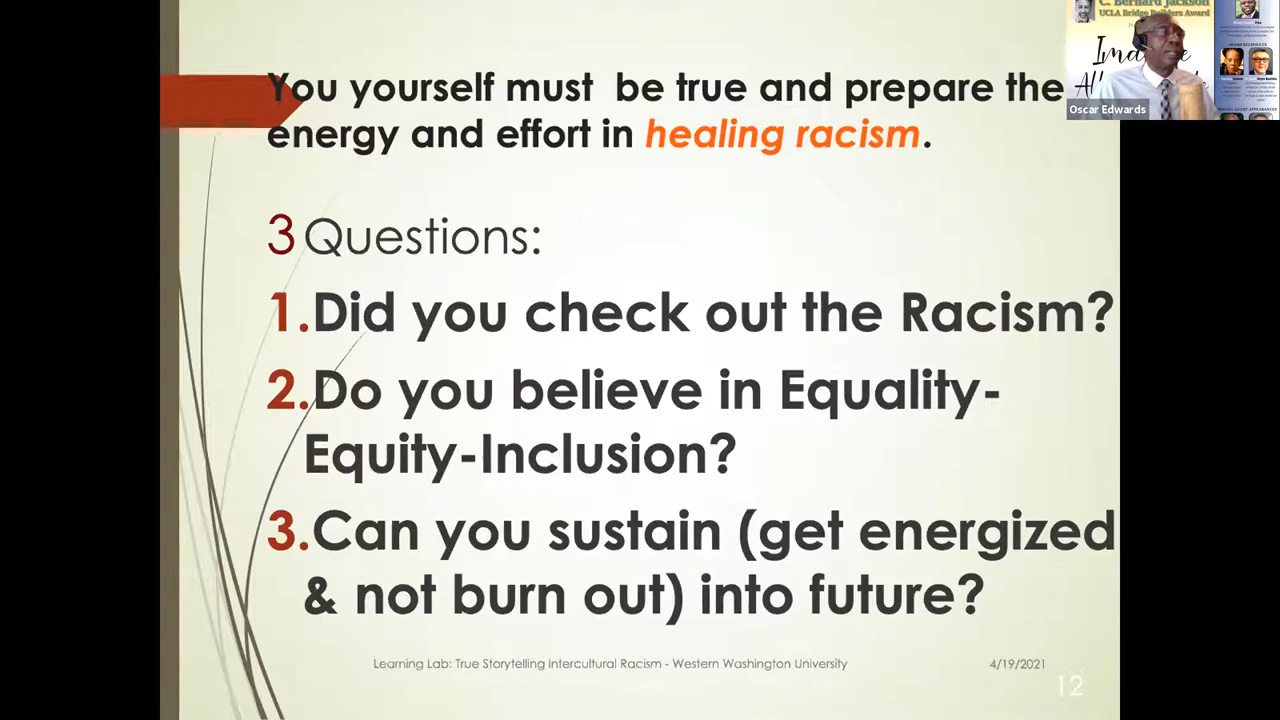 You yourself must  be true and prepare the
energy and effort in healing racism.
3 Questions:
1.Did you check out the Racism?
2.Do you believe in Equality-
Equity-Inclusion?
3.Can you sustain (get energized
& not burn out) into future?
Learning Lab: True Storytelling Intercultural Racism - Western Washington University
4/19/2021
12
C. Bernard Jackson
UCLA Bridge Builders Award
Oscar Edwards